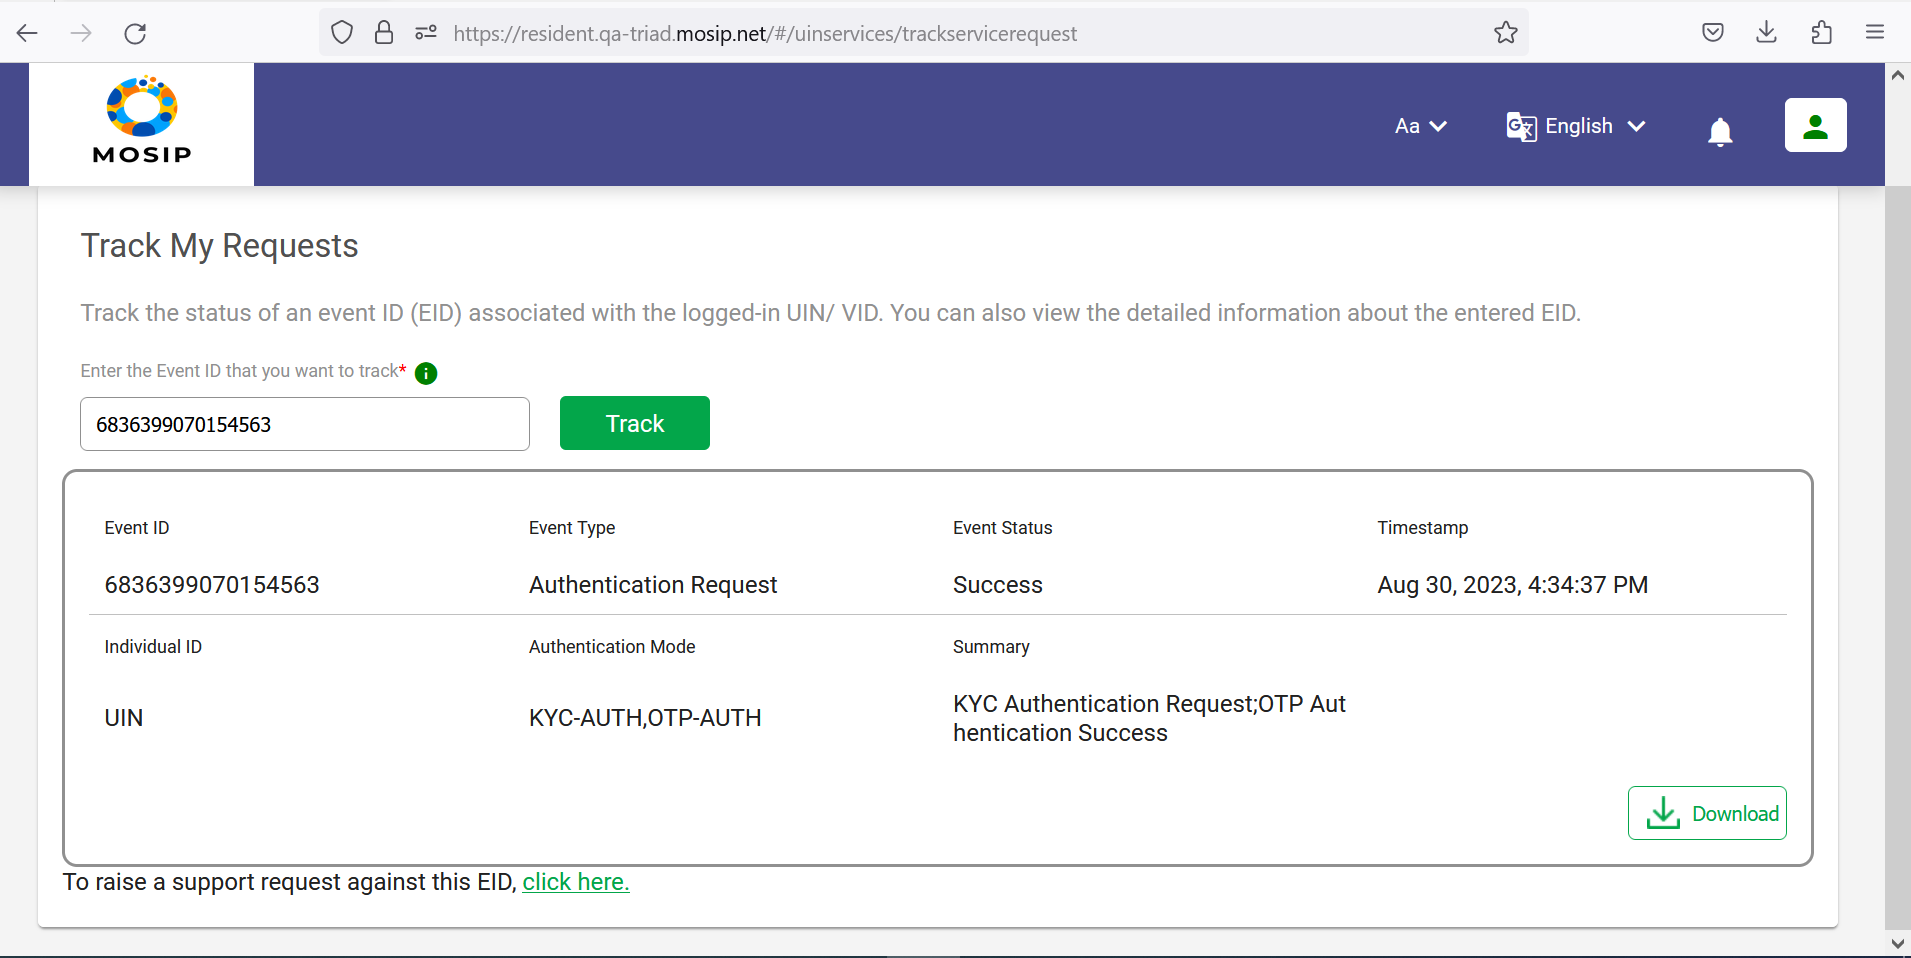 https://resident.qa-triad.mosip.net/#/uinservices/trackservicerequest
MOSIP
Aa
English
Track My Requests
Track the status of an event ID (EID) associated with the logged-in UIN/ VID. You can also view the detailed information about the entered EID.
Enter the Event ID that you want to track*
6836399070154563
Track
Event ID Event Type Event Status Timestamp
6836399070154563 Authentication Request Success Aug 30, 2023, 4:34:37 PM
Individual ID Authentication Mode Summary
UIN KYC-AUTH,OTP-AUTH KYC Authentication Request;OTP Aut
hentication Success
Download
To raise a support request against this EID, click here.